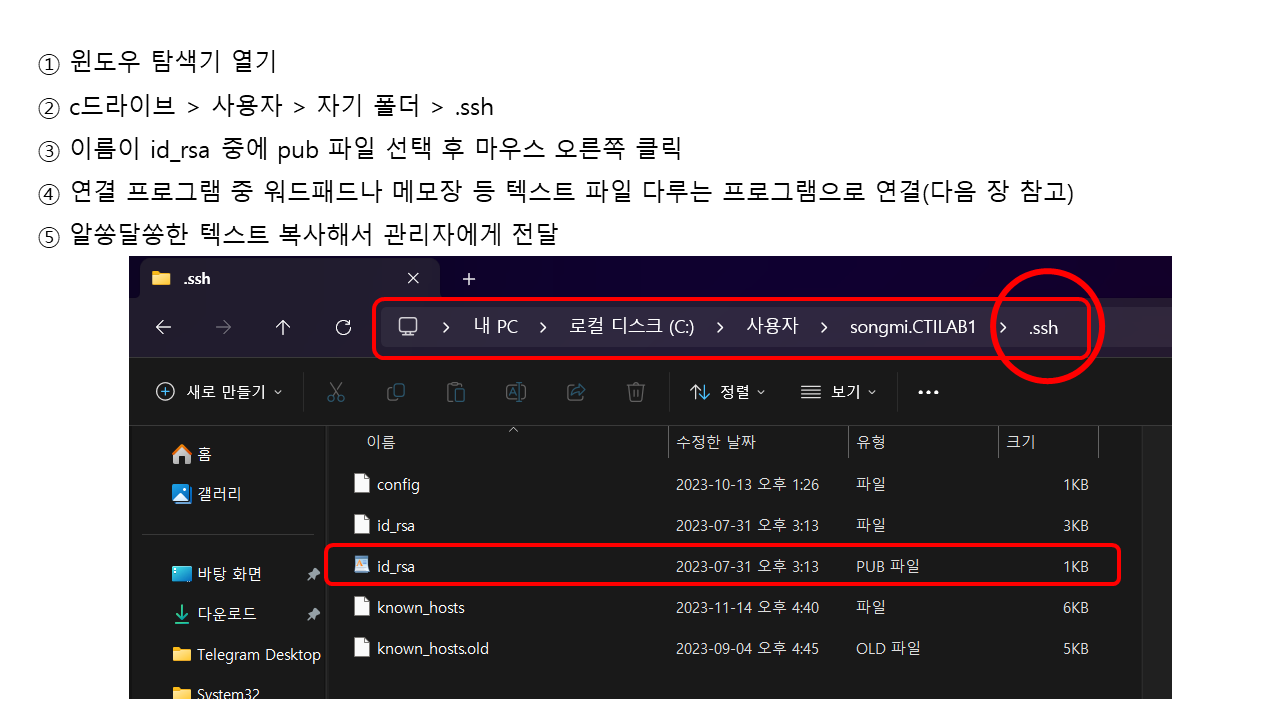 ① 윈도우 탐색기 열기
② c드라이브 > 사용자 > 자기 폴더 > .ssh
③ 이름이 id_rsa 중에 pub 파일 선택 후 마우스 오른쪽 클릭
④ 연결 프로그램 중 워드패드나 메모장 등 텍스트 파일 다루는 프로그램으로 연결(다음 장 참고)
⑤ 알쏭달쏭한 텍스트 복사해서 관리자에게 전달
.ssh
내 PC > 로컬 디스크 (C:) > 사용자 > songmi.CTILAB1 > .ssh
새로 만들기 정렬 보기 •••
이름 수정한 날짜 유형 크기
홈
갤러리
바탕 화면
다운로드
Telegram Desktop
System32
config 2023-10-13 오후 1:26 파일 1KB
id_rsa 2023-07-31 오후 3:13 파일 3KB
id_rsa 2023-07-31 오후 3:13 PUB 파일 1KB
known_hosts 2023-11-14 오후 4:40 파일 6KB
known_hosts.old 2023-09-04 오후 4:45 OLD 파일 5KB